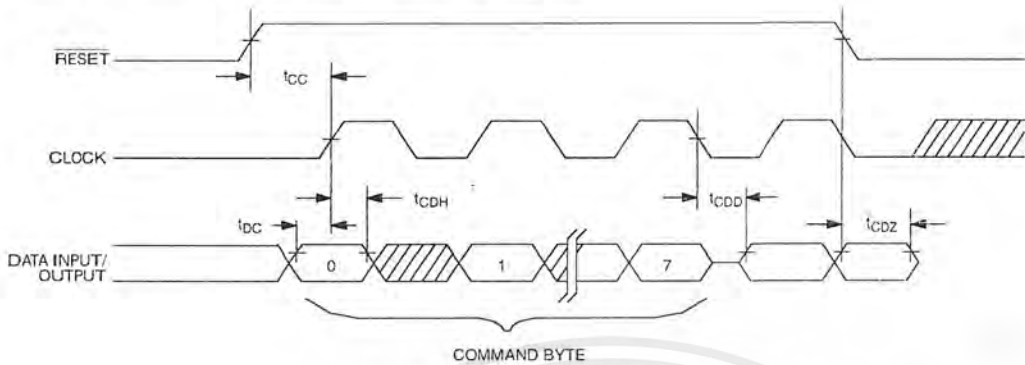 RESET
tCC
CLOCK
tCDH
tCDD
tDC
tCDZ
DATA INPUT/
OUTPUT
0
1
7
COMMAND BYTE